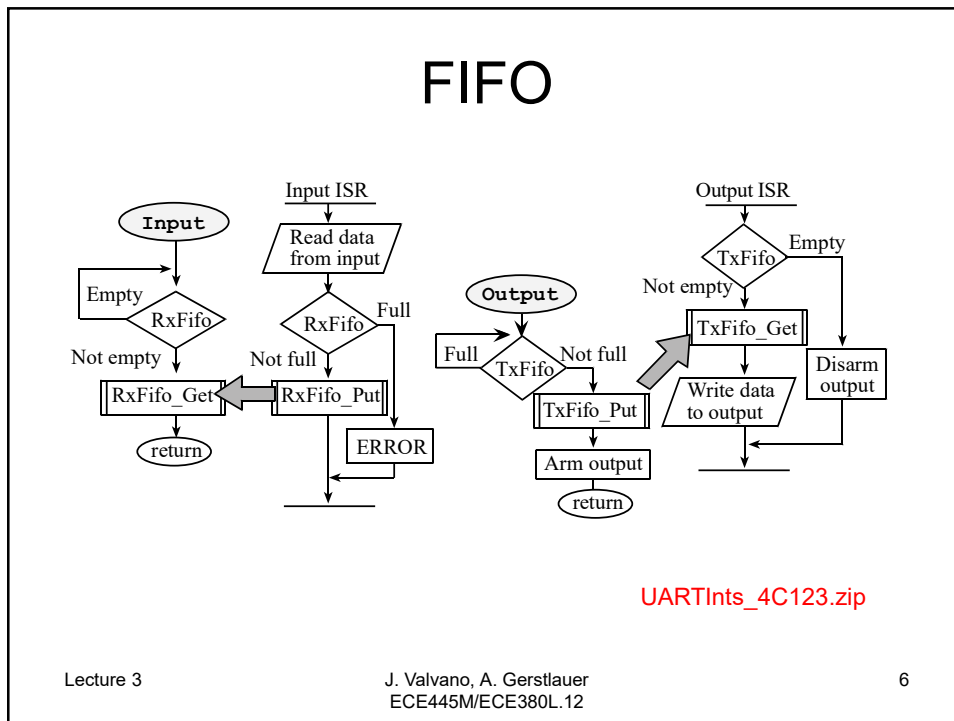 FIFO
Input
Empty
RxFifo
Not empty
RxFifo_Get
return
Input ISR
Read data
from input
RxFifo
Full
Not full
RxFifo_Put
ERROR
Output
Full
TxFifo
Not full
TxFifo_Put
Arm output
return
Output ISR
TxFifo
Empty
Not empty
TxFifo_Get
Write data
to output
Disarm
output
UARTInts_4C123.zip
Lecture 3
J. Valvano, A. Gerstlauer
ECE445M/ECE380L.12
6